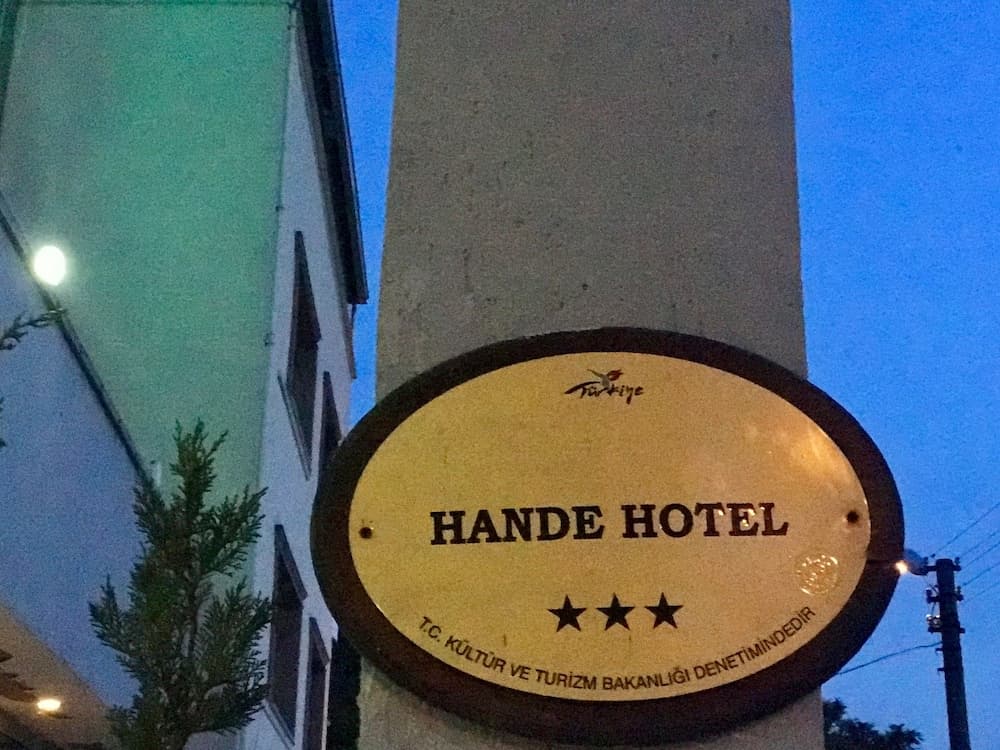 Türkiye
HANDE HOTEL
T.C. KÜLTÜR VE TURİZM BAKANLIĞI DENETİMİNDEDİR